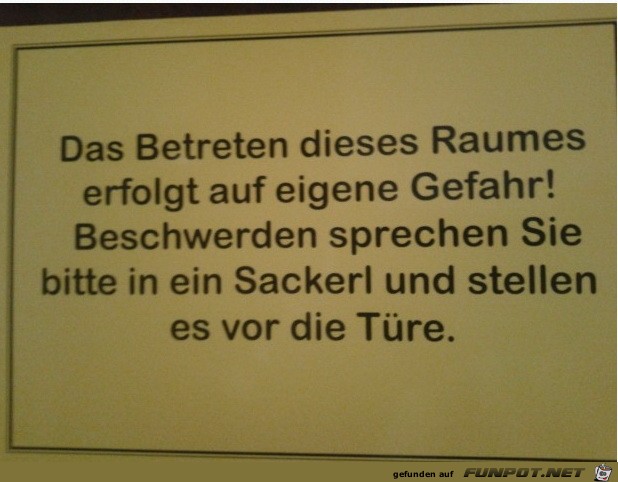 Das Betreten dieses Raumes
erfolgt auf eigene Gefahr!
Beschwerden sprechen Sie
bitte in ein Sackerl und stellen
es vor die Türe.
gefunden auf FUNPOT.NET